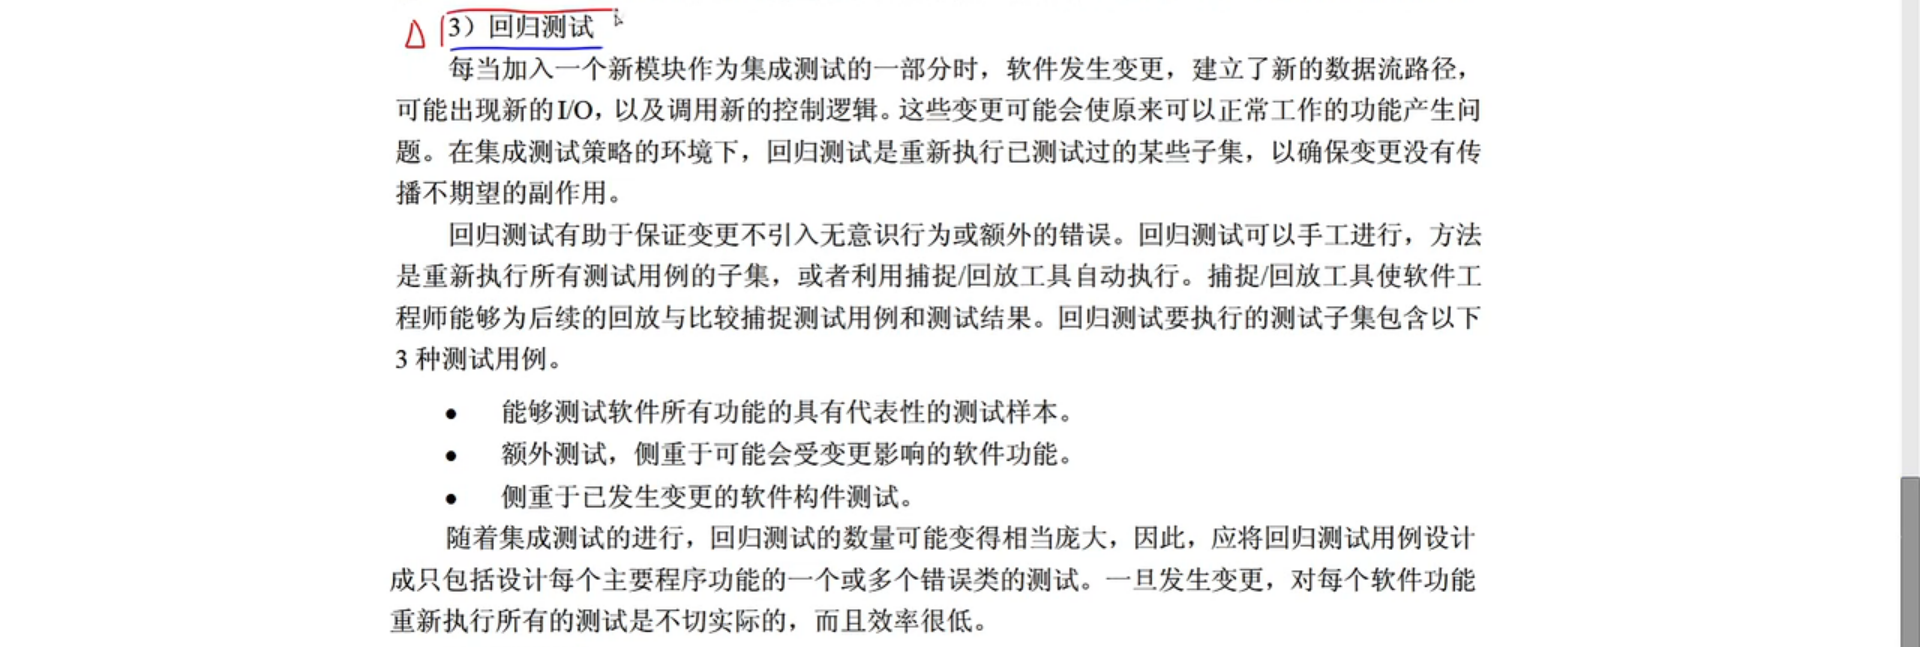 3）回归测试
每当加入一个新模块作为集成测试的一部分时，软件发生变更，建立了新的数据流路径，
可能出现新的I/O，以及调用新的控制逻辑。这些变更可能会使原来可以正常工作的功能产生问
题。在集成测试策略的环境下，回归测试是重新执行已测试过的某些子集，以确保变更没有传
播不期望的副作用。
回归测试有助于保证变更不引入无意识行为或额外的错误。回归测试可以手工进行，方法
是重新执行所有测试用例的子集，或者利用捕捉/回放工具自动执行。捕捉/回放工具使软件工
程师能够为后续的回放与比较捕捉测试用例和测试结果。回归测试要执行的测试子集包含以下
3 种测试用例。
● 能够测试软件所有功能的具有代表性的测试样本。
● 额外测试，侧重于可能会受变更影响的软件功能。
● 侧重于已发生变更的软件构件测试。
随着集成测试的进行，回归测试的数量可能变得相当庞大，因此，应将回归测试用例设计
成只包括设计每个主要程序功能的一个或多个错误类的测试。一旦发生变更，对每个软件功能
重新执行所有的测试是不切实际的，而且效率很低。